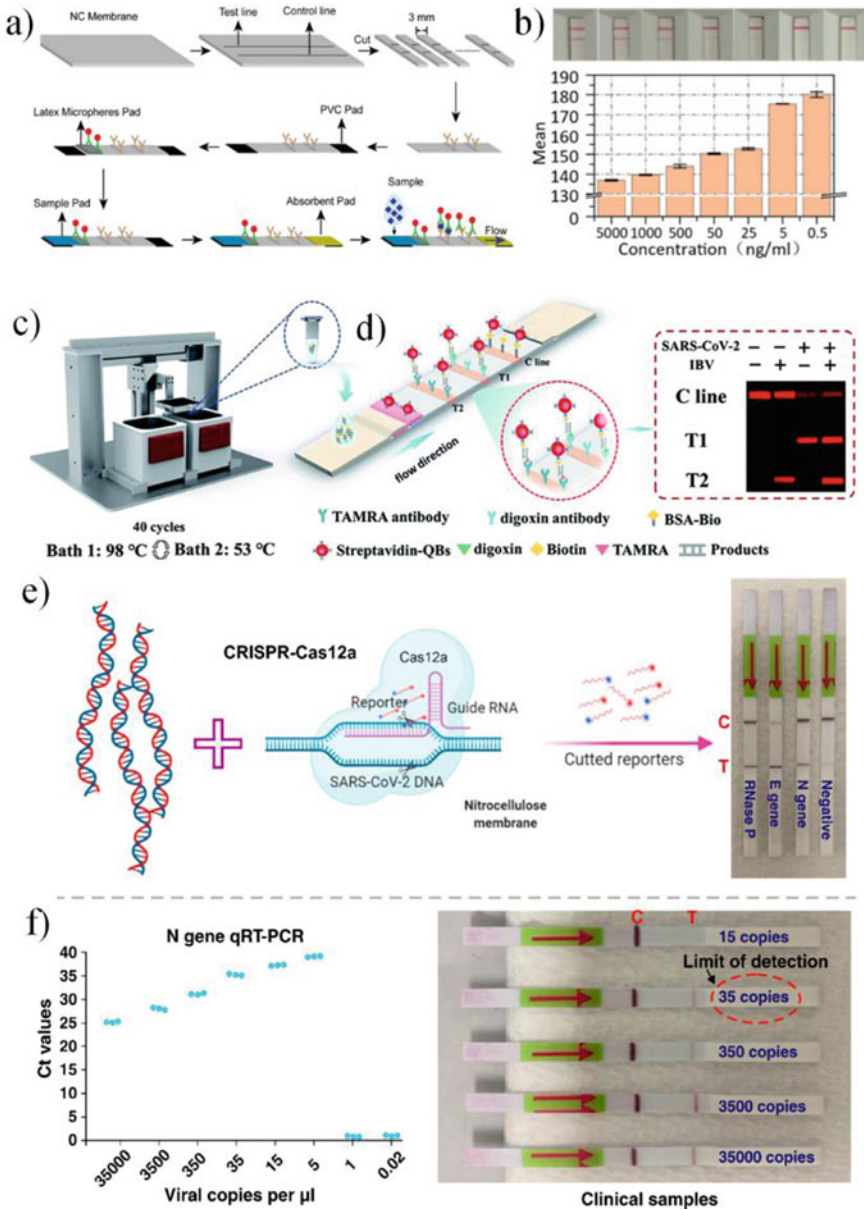 a)
NC Membrane
Test line
Control line
Cut
3 mm
Latex Micropheres Pad
PVC Pad
Sample Pad
Absorbent Pad
Sample
Flow
b)
190
180
170
160
150
140
130
0
Mean
5000 1000 500 50 25 5 0.5
Concentration (ng/ml)
c)
40 cycles
Bath 1: 98 °C Bath 2: 53 °C
d)
C line
T1
T2
flow direction
SARS-CoV-2 − − + +
IBV − + − +
C line
T1
T2
TAMRA antibody digoxin antibody BSA-Bio
Streptavidin-QBs digoxin Biotin TAMRA Products
e)
CRISPR-Cas12a
Cas12a
Reporter
Guide RNA
SARS-CoV-2 DNA
Nitrocellulose
membrane
Cutted reporters
C
T
RNase P
E gene
N gene
Negative
f)
N gene qRT-PCR
Ct values
40
35
30
25
20
15
10
5
0
35000 3500 350 35 15 5 1 0.02
Viral copies per µl
C T
15 copies
Limit of detection
35 copies
350 copies
3500 copies
35000 copies
Clinical samples